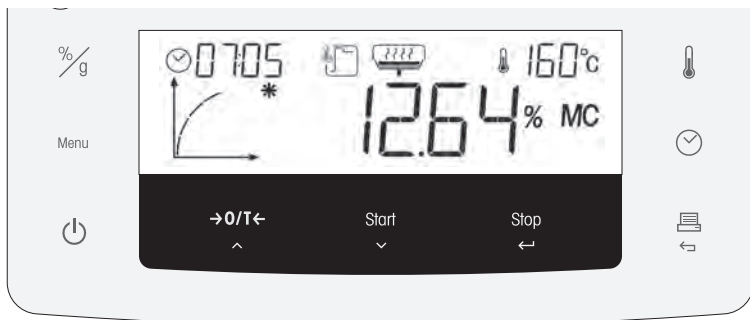 %/g
07:05
160°C
*
12.64% MC
Menu
→0/T←
Start
Stop